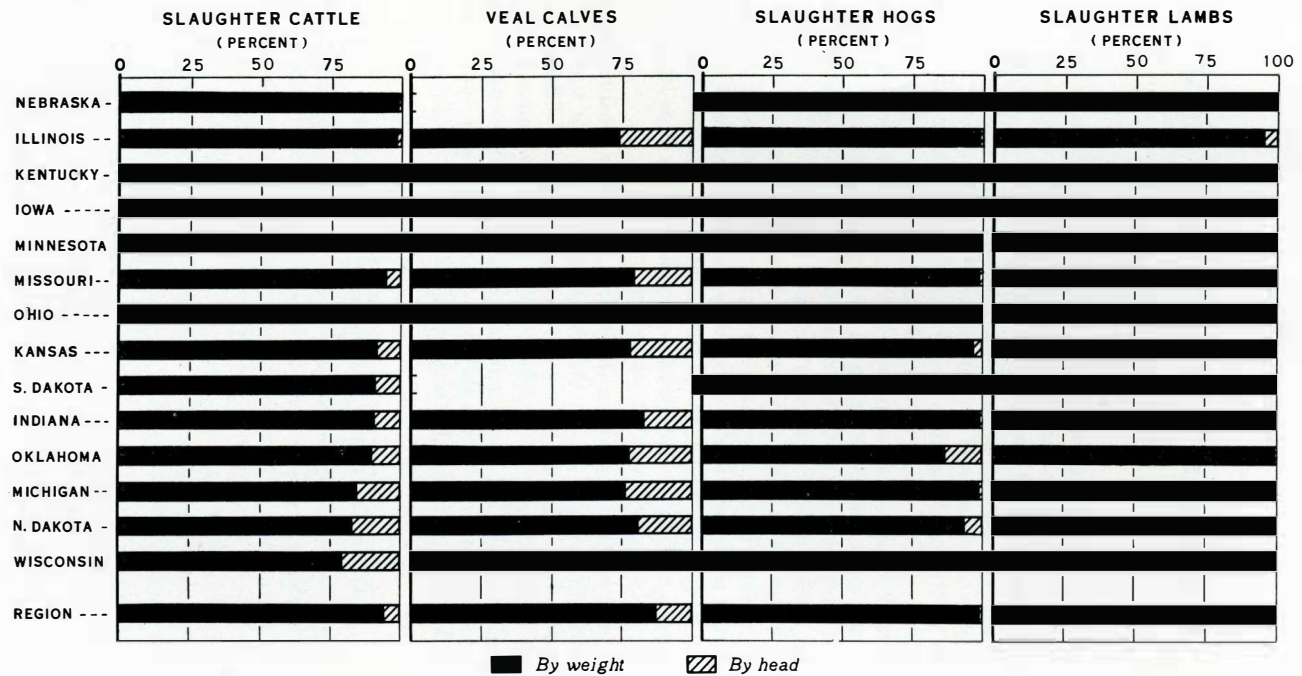 SLAUGHTER CATTLE VEAL CALVES SLAUGHTER HOGS SLAUGHTER LAMBS
( PERCENT ) ( PERCENT ) ( PERCENT ) ( PERCENT )
0 25 50 75 0 25 50 75 0 25 50 75 0 25 50 75 100
NEBRASKA -
ILLINOIS --
KENTUCKY -
IOWA -----
MINNESOTA
MISSOURI --
OHIO -----
KANSAS ---
S. DAKOTA -
INDIANA ---
OKLAHOMA
MICHIGAN --
N. DAKOTA -
WISCONSIN
REGION ---
By weight By head